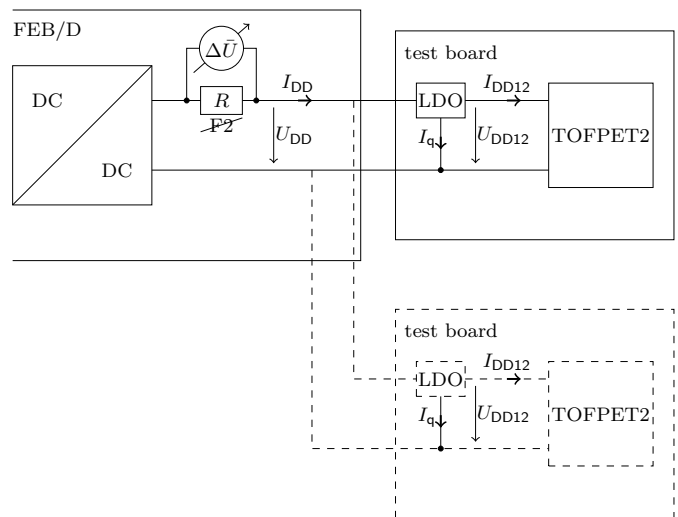 FEB/D
ΔŪ
test board
DC
R
I_DD
LDO
I_DD12
F2
U_DD
I_q
U_DD12
TOFPET2
DC
test board
LDO
I_DD12
I_q
U_DD12
TOFPET2